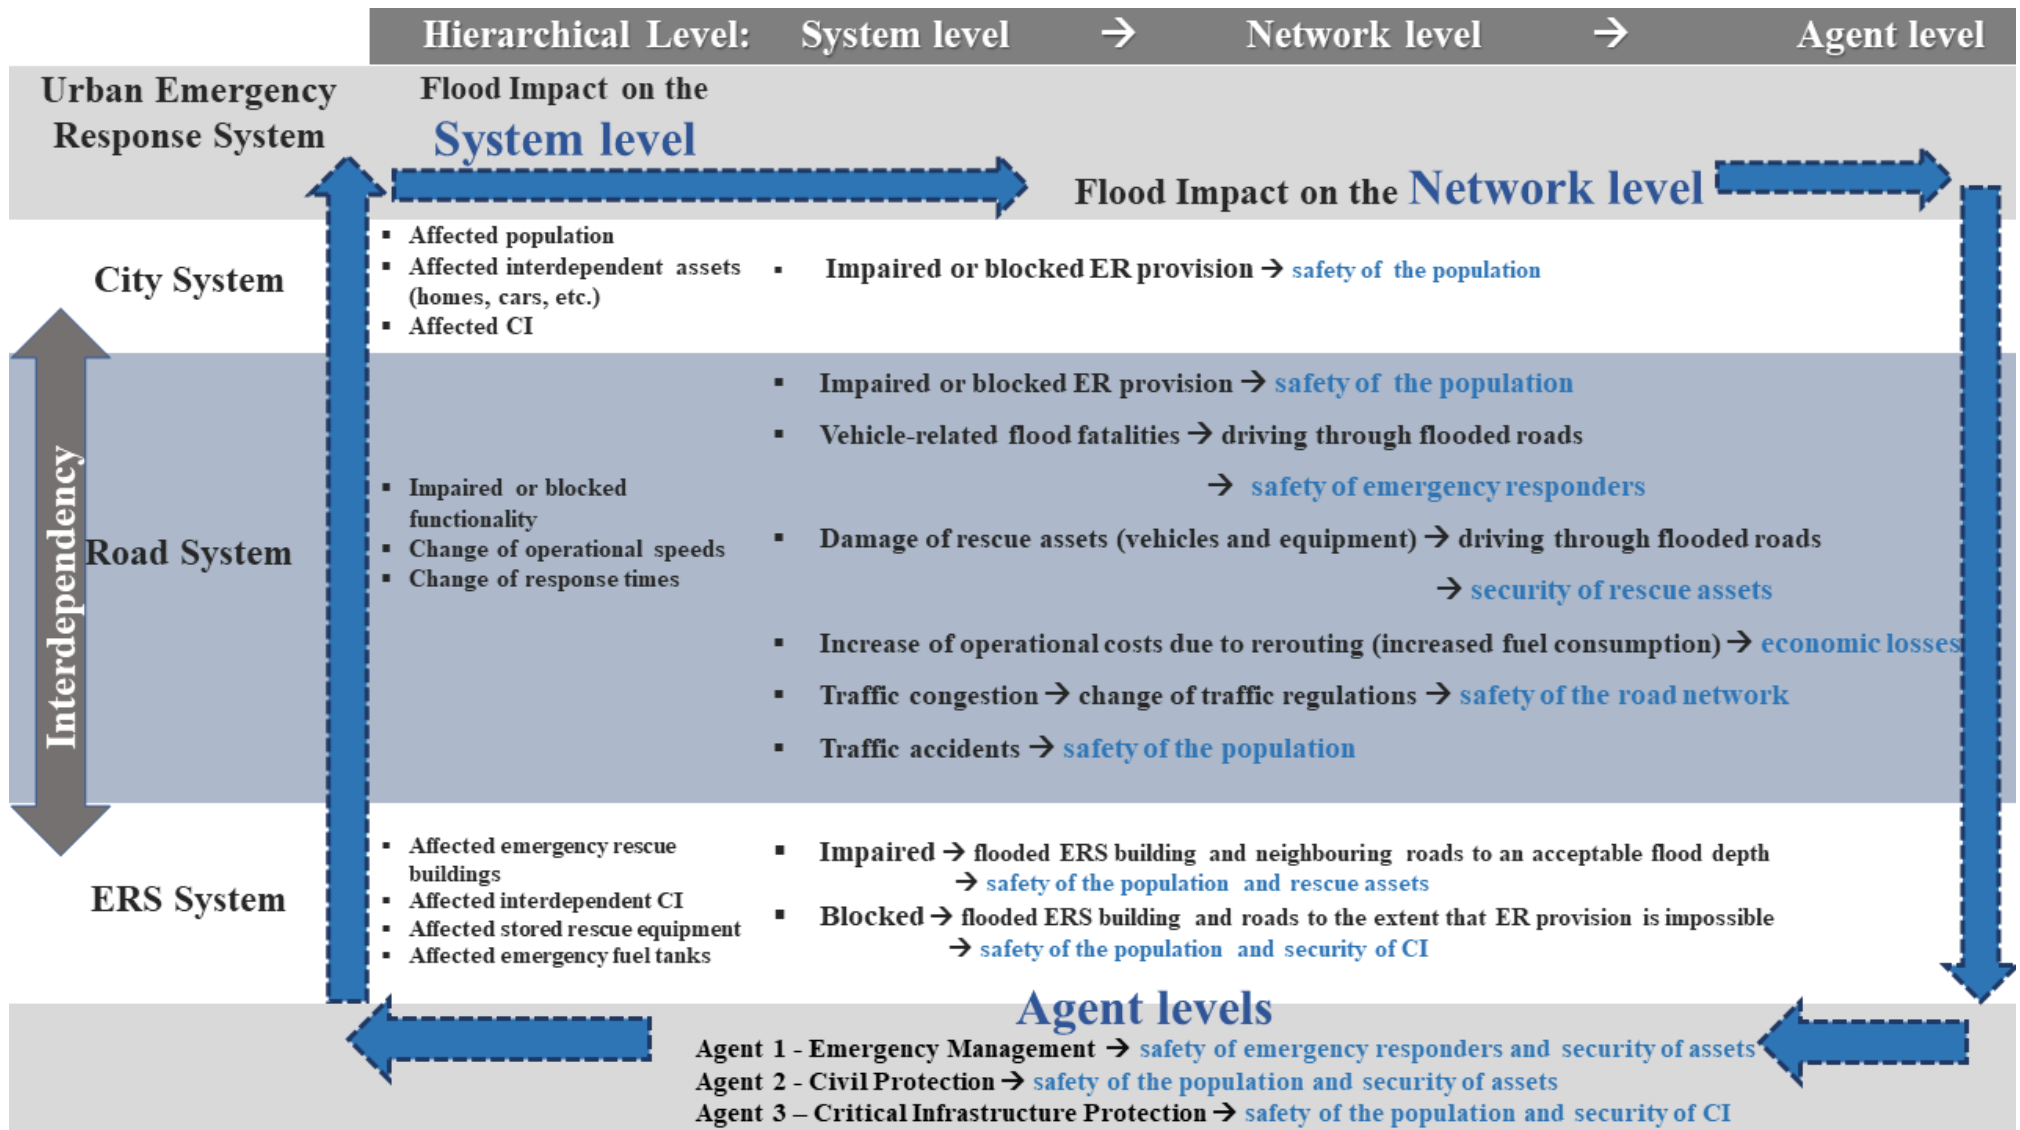 Hierarchical Level: System level → Network level → Agent level
Urban Emergency
Response System
Flood Impact on the
System level
Flood Impact on the Network level
City System
▪ Affected population
▪ Affected interdependent assets
(homes, cars, etc.)
▪ Affected CI
▪ Impaired or blocked ER provision → safety of the population
Interdependency
Road System
▪ Impaired or blocked
functionality
▪ Change of operational speeds
▪ Change of response times
▪ Impaired or blocked ER provision → safety of the population
▪ Vehicle-related flood fatalities → driving through flooded roads
→ safety of emergency responders
▪ Damage of rescue assets (vehicles and equipment) → driving through flooded roads
→ security of rescue assets
▪ Increase of operational costs due to rerouting (increased fuel consumption) → economic losses
▪ Traffic congestion → change of traffic regulations → safety of the road network
▪ Traffic accidents → safety of the population
ERS System
▪ Affected emergency rescue
buildings
▪ Affected interdependent CI
▪ Affected stored rescue equipment
▪ Affected emergency fuel tanks
▪ Impaired → flooded ERS building and neighbouring roads to an acceptable flood depth
→ safety of the population and rescue assets
▪ Blocked → flooded ERS building and roads to the extent that ER provision is impossible
→ safety of the population and security of CI
Agent levels
Agent 1 - Emergency Management → safety of emergency responders and security of assets
Agent 2 - Civil Protection → safety of the population and security of assets
Agent 3 – Critical Infrastructure Protection → safety of the population and security of CI